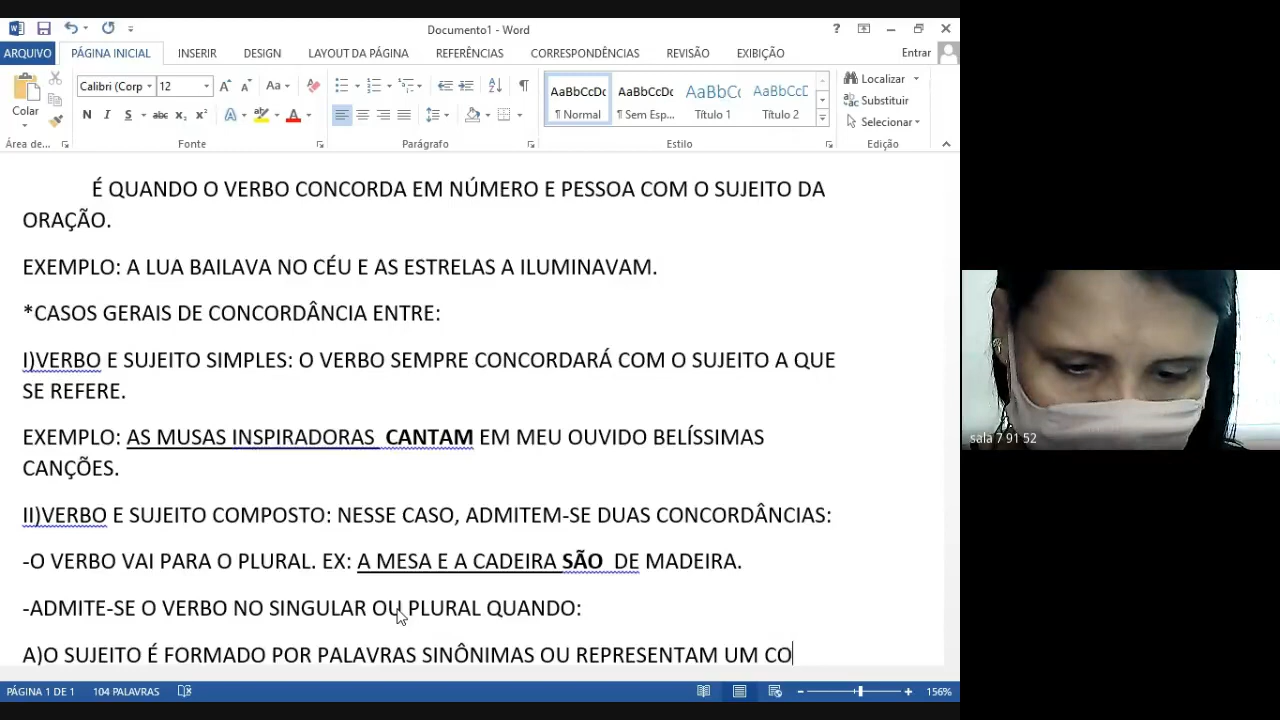 Documento1 - Word
?
ARQUIVO PÁGINA INICIAL INSERIR DESIGN LAYOUT DA PÁGINA REFERÊNCIAS CORRESPONDÊNCIAS REVISÃO EXIBIÇÃO Entrar
Colar
Calibri (Corp 12
Aa
N I S abc x₂ x² A A
AaBbCcDc AaBbCcDc AaBbC( AaBbCcD
¶ Normal ¶ Sem Esp... Título 1 Título 2
Localizar
Substituir
Selecionar
Área de... Fonte Parágrafo Estilo Edição
É QUANDO O VERBO CONCORDA EM NÚMERO E PESSOA COM O SUJEITO DA
ORAÇÃO.
EXEMPLO: A LUA BAILAVA NO CÉU E AS ESTRELAS A ILUMINAVAM.
*CASOS GERAIS DE CONCORDÂNCIA ENTRE:
I)VERBO E SUJEITO SIMPLES: O VERBO SEMPRE CONCORDARÁ COM O SUJEITO A QUE
SE REFERE.
EXEMPLO: AS MUSAS INSPIRADORAS CANTAM EM MEU OUVIDO BELÍSSIMAS
CANÇÕES.
II)VERBO E SUJEITO COMPOSTO: NESSE CASO, ADMITEM-SE DUAS CONCORDÂNCIAS:
-O VERBO VAI PARA O PLURAL. EX: A MESA E A CADEIRA SÃO DE MADEIRA.
-ADMITE-SE O VERBO NO SINGULAR OU PLURAL QUANDO:
A)O SUJEITO É FORMADO POR PALAVRAS SINÔNIMAS OU REPRESENTAM UM CO
PÁGINA 1 DE 1 104 PALAVRAS 156%
sala 7 91 52